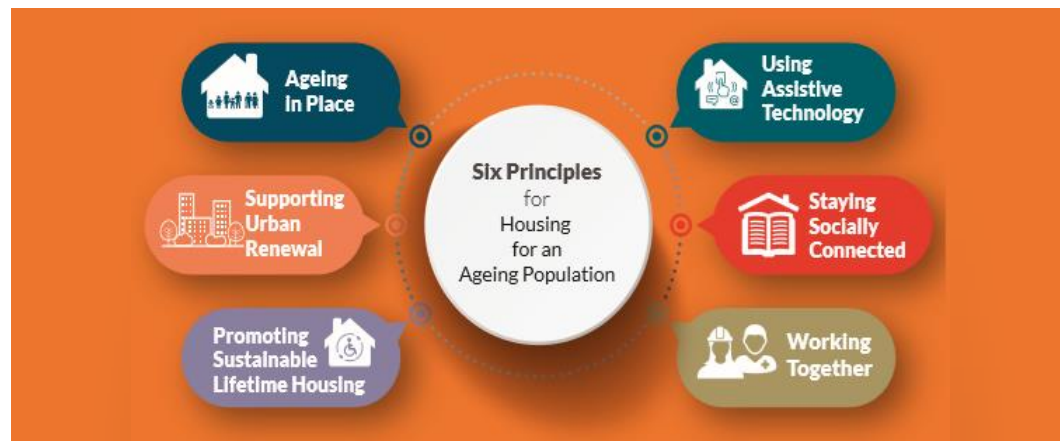 Six Principles
for
Housing
for an
Ageing Population
Ageing
in Place
Supporting
Urban
Renewal
Promoting
Sustainable
Lifetime Housing
Using
Assistive
Technology
Staying
Socially
Connected
Working
Together